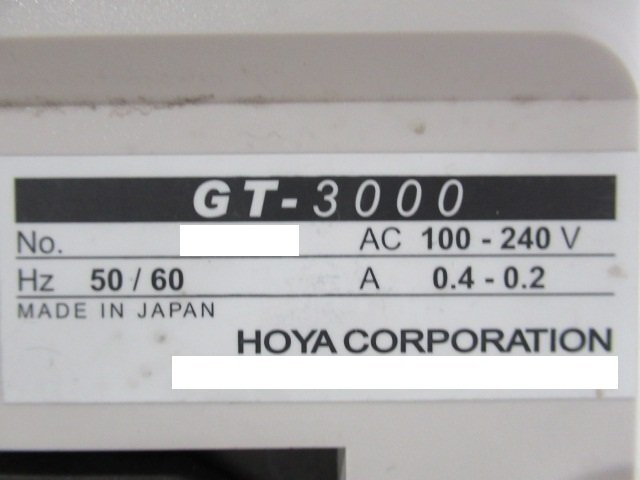 GT-3000
No. AC 100 - 240 V
Hz 50 / 60 A 0.4 - 0.2
MADE IN JAPAN
HOYA CORPORATION